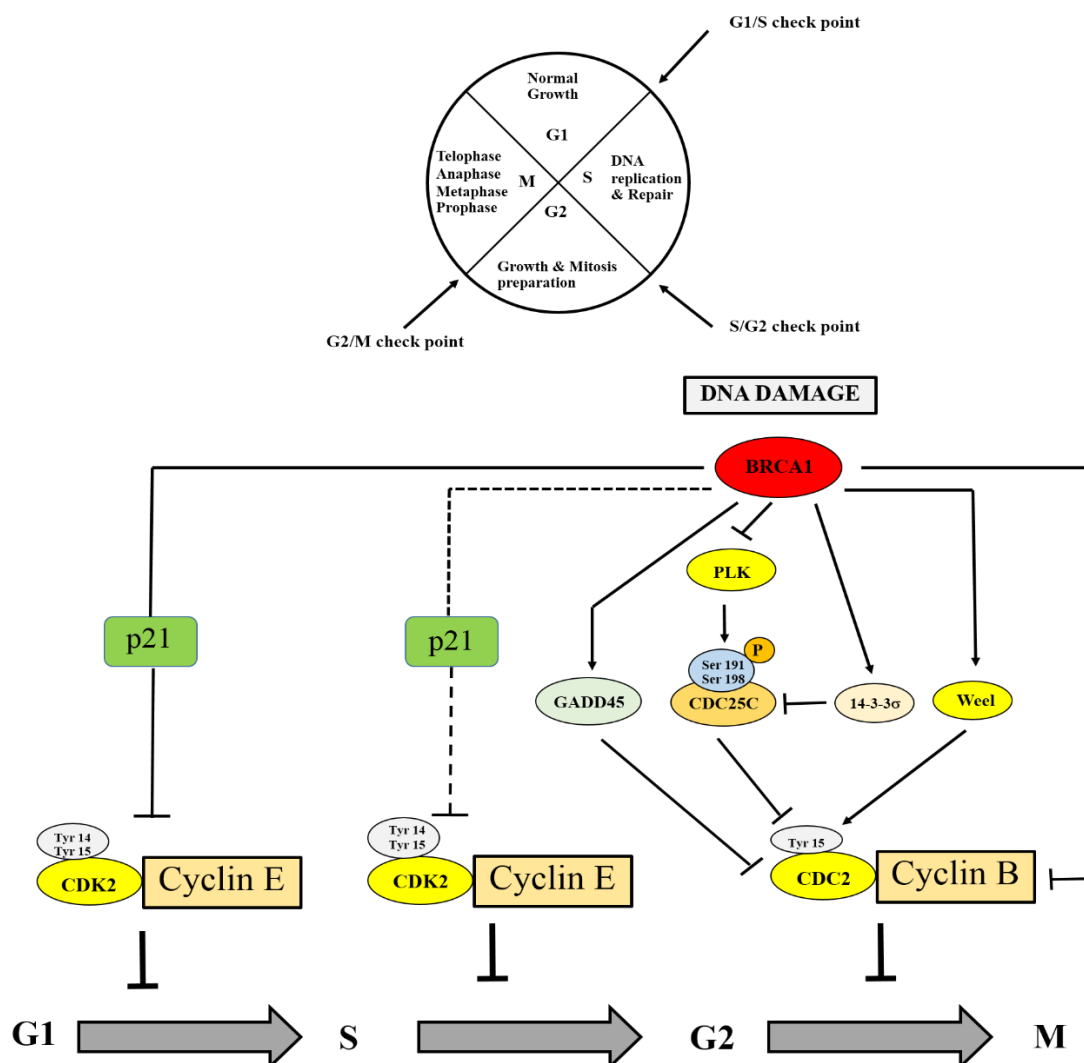 G1/S check point
Normal
Growth
G1
Telophase
Anaphase
Metaphase
Prophase
M
S
DNA
replication
& Repair
G2
Growth & Mitosis
preparation
G2/M check point
S/G2 check point
DNA DAMAGE
BRCA1
PLK
p21
p21
P
Ser 191
Ser 198
GADD45
CDC25C
14-3-3σ
Weel
Tyr 14
Tyr 15
CDK2
Cyclin E
Tyr 14
Tyr 15
CDK2
Cyclin E
Tyr 15
CDC2
Cyclin B
G1
S
G2
M